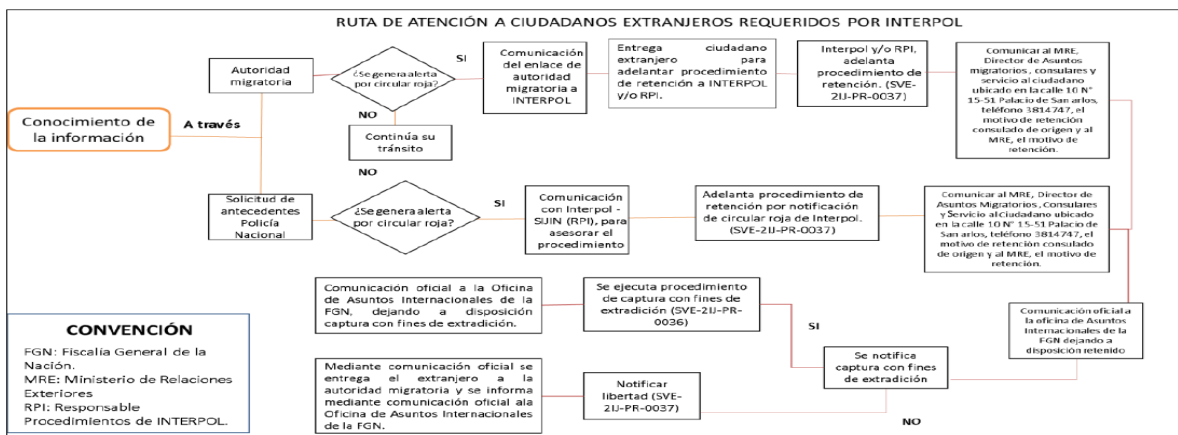 RUTA DE ATENCIÓN A CIUDADANOS EXTRANJEROS REQUERIDOS POR INTERPOL
Conocimiento de
la información
A través
Autoridad
migratoria
¿Se genera alerta
por circular roja?
SI
Comunicación
del enlace de
autoridad
migratoria a
INTERPOL
Entrega ciudadano
extranjero para
adelantar procedimiento
de retención a INTERPOL
y/o RPI.
Interpol y/o RPI,
adelanta
procedimiento de
retención. (SVE-
2IJ-PR-0037)
Comunicar al MRE,
Director de Asuntos
migratorios, consulares y
servicio al ciudadano
ubicado en la calle 10 N°
15-51 Palacio de San arlos,
teléfono 3814747, el
motivo de retención
consulado de origen y al
MRE, el motivo de
retención.
NO
Continúa su
tránsito
Solicitud de
antecedentes
Policía
Nacional
NO
¿Se genera alerta
por circular roja?
SI
Comunicación
con Interpol -
SIJIN (RPI), para
asesorar el
procedimiento
Adelanta procedimiento de
retención por notificación
de circular roja de Interpol.
(SVE-2IJ-PR-0037)
Comunicar al MRE, Director de
Asuntos Migratorios, Consulares
y Servicio al Ciudadano ubicado
en la calle 10 N° 15-51 Palacio de
San arlos, teléfono 3814747, el
motivo de retención consulado
de origen y al MRE, el motivo de
retención.
Comunicación oficial a la Oficina
de Asuntos Internacionales de la
FGN, dejando a disposición
captura con fines de extradición.
Se ejecuta procedimiento
de captura con fines de
extradición (SVE-2IJ-PR-
0036)
SI
Comunicación oficial a
la oficina de Asuntos
Internacionales de la
FGN dejando a
disposición retenido
Se notifica
captura con fines
de extradición
Mediante comunicación oficial se
entrega el extranjero a la
autoridad migratoria y se informa
mediante comunicación oficial ala
Oficina de Asuntos Internacionales
de la FGN.
Notificar
libertad (SVE-
2IJ-PR-0037)
NO
CONVENCIÓN
FGN: Fiscalía General de la
Nación.
MRE: Ministerio de Relaciones
Exteriores
RPI: Responsable
Procedimientos de INTERPOL.